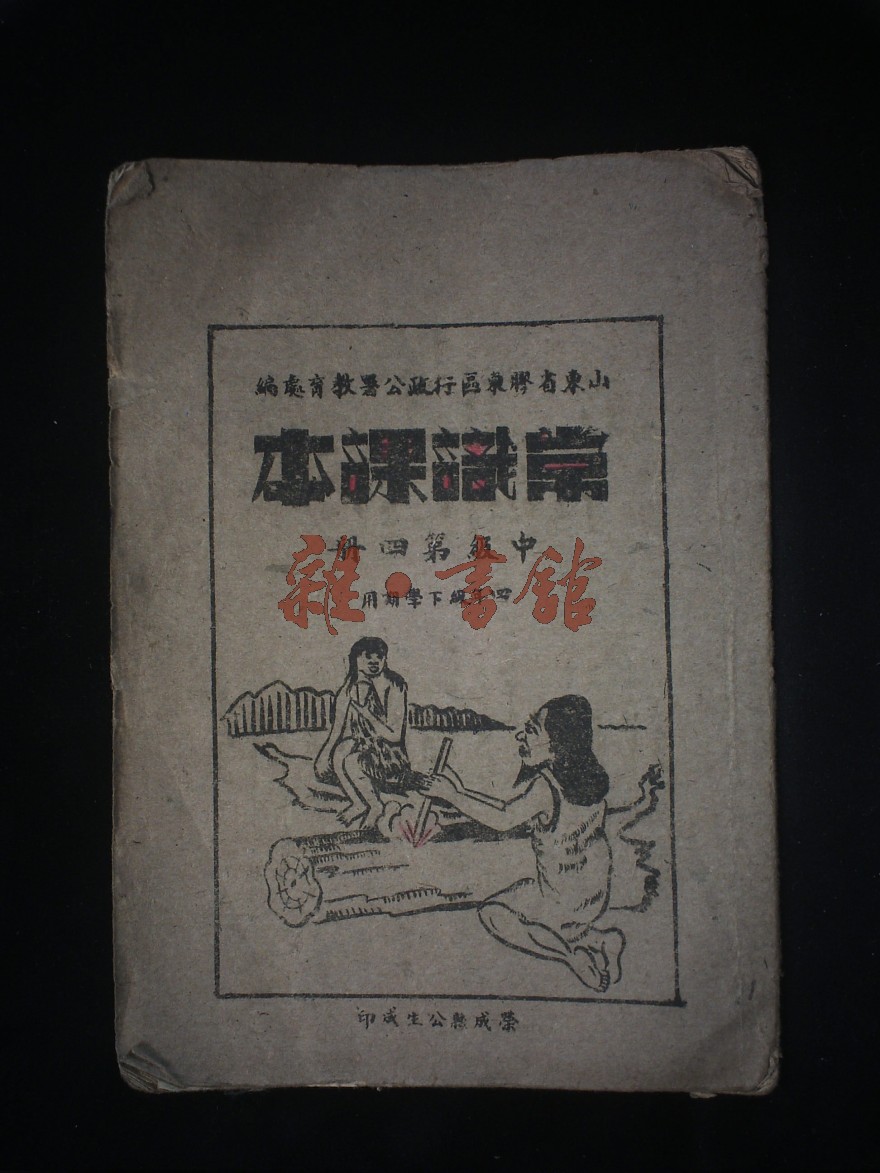 山東省膠東區行政公署教育處編
常識課本
中級第四册
四年級下學期用
雜·書館
榮成縣公生成印